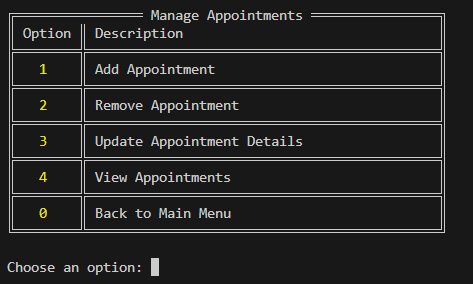 Manage Appointments
Option Description
1 Add Appointment
2 Remove Appointment
3 Update Appointment Details
4 View Appointments
0 Back to Main Menu
Choose an option: